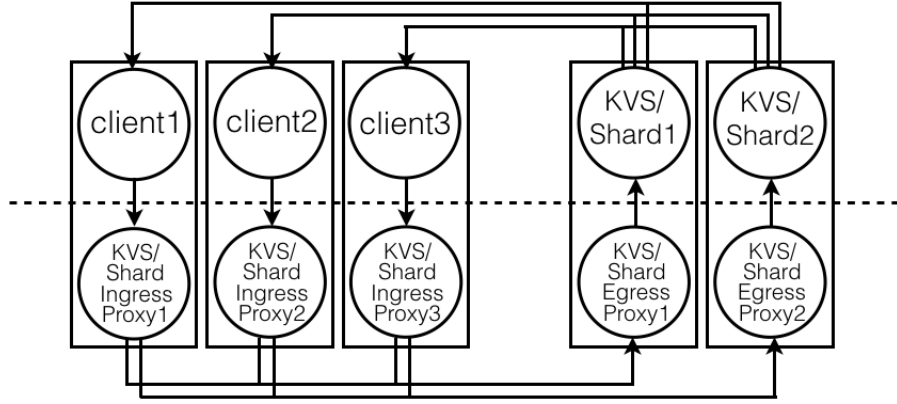 client1
client2
client3
KVS/
Shard1
KVS/
Shard2
KVS/
Shard
Ingress
Proxy1
KVS/
Shard
Ingress
Proxy2
KVS/
Shard
Ingress
Proxy3
KVS/
Shard
Egress
Proxy1
KVS/
Shard
Egress
Proxy2